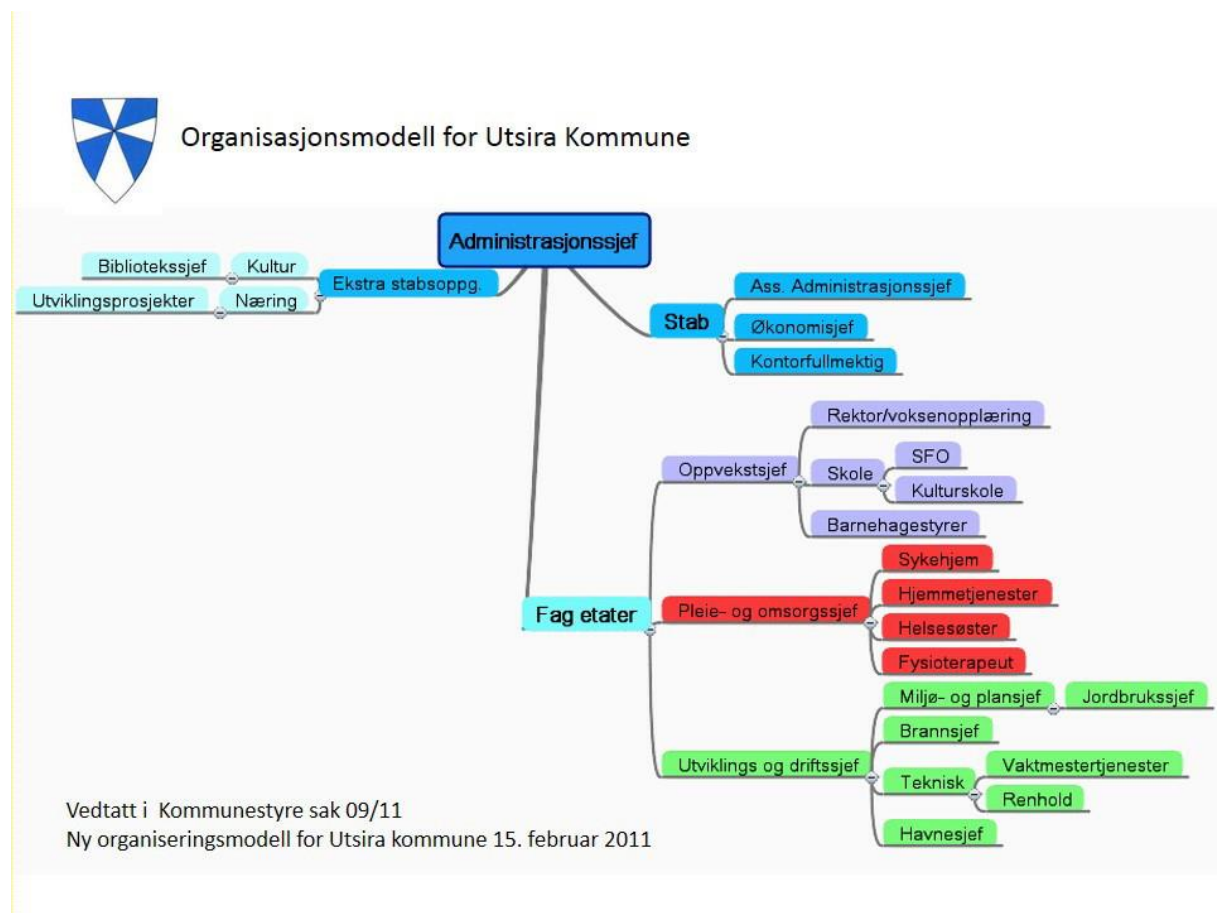 Organisasjonsmodell for Utsira Kommune
Administrasjonssjef
Ekstra stabsoppg.
Kultur
Bibliotekssjef
Næring
Utviklingsprosjekter
Stab
Ass. Administrasjonssjef
Økonomisjef
Kontorfullmektig
Fag etater
Oppvekstsjef
Rektor/voksenopplæring
Skole
SFO
Kulturskole
Barnehagestyrer
Pleie- og omsorgssjef
Sykehjem
Hjemmetjenester
Helsesøster
Fysioterapeut
Utviklings og driftssjef
Miljø- og plansjef
Jordbrukssjef
Brannsjef
Teknisk
Vaktmestertjenester
Renhold
Havnesjef
Vedtatt i  Kommunestyre sak 09/11
Ny organiseringsmodell for Utsira kommune 15. februar 2011